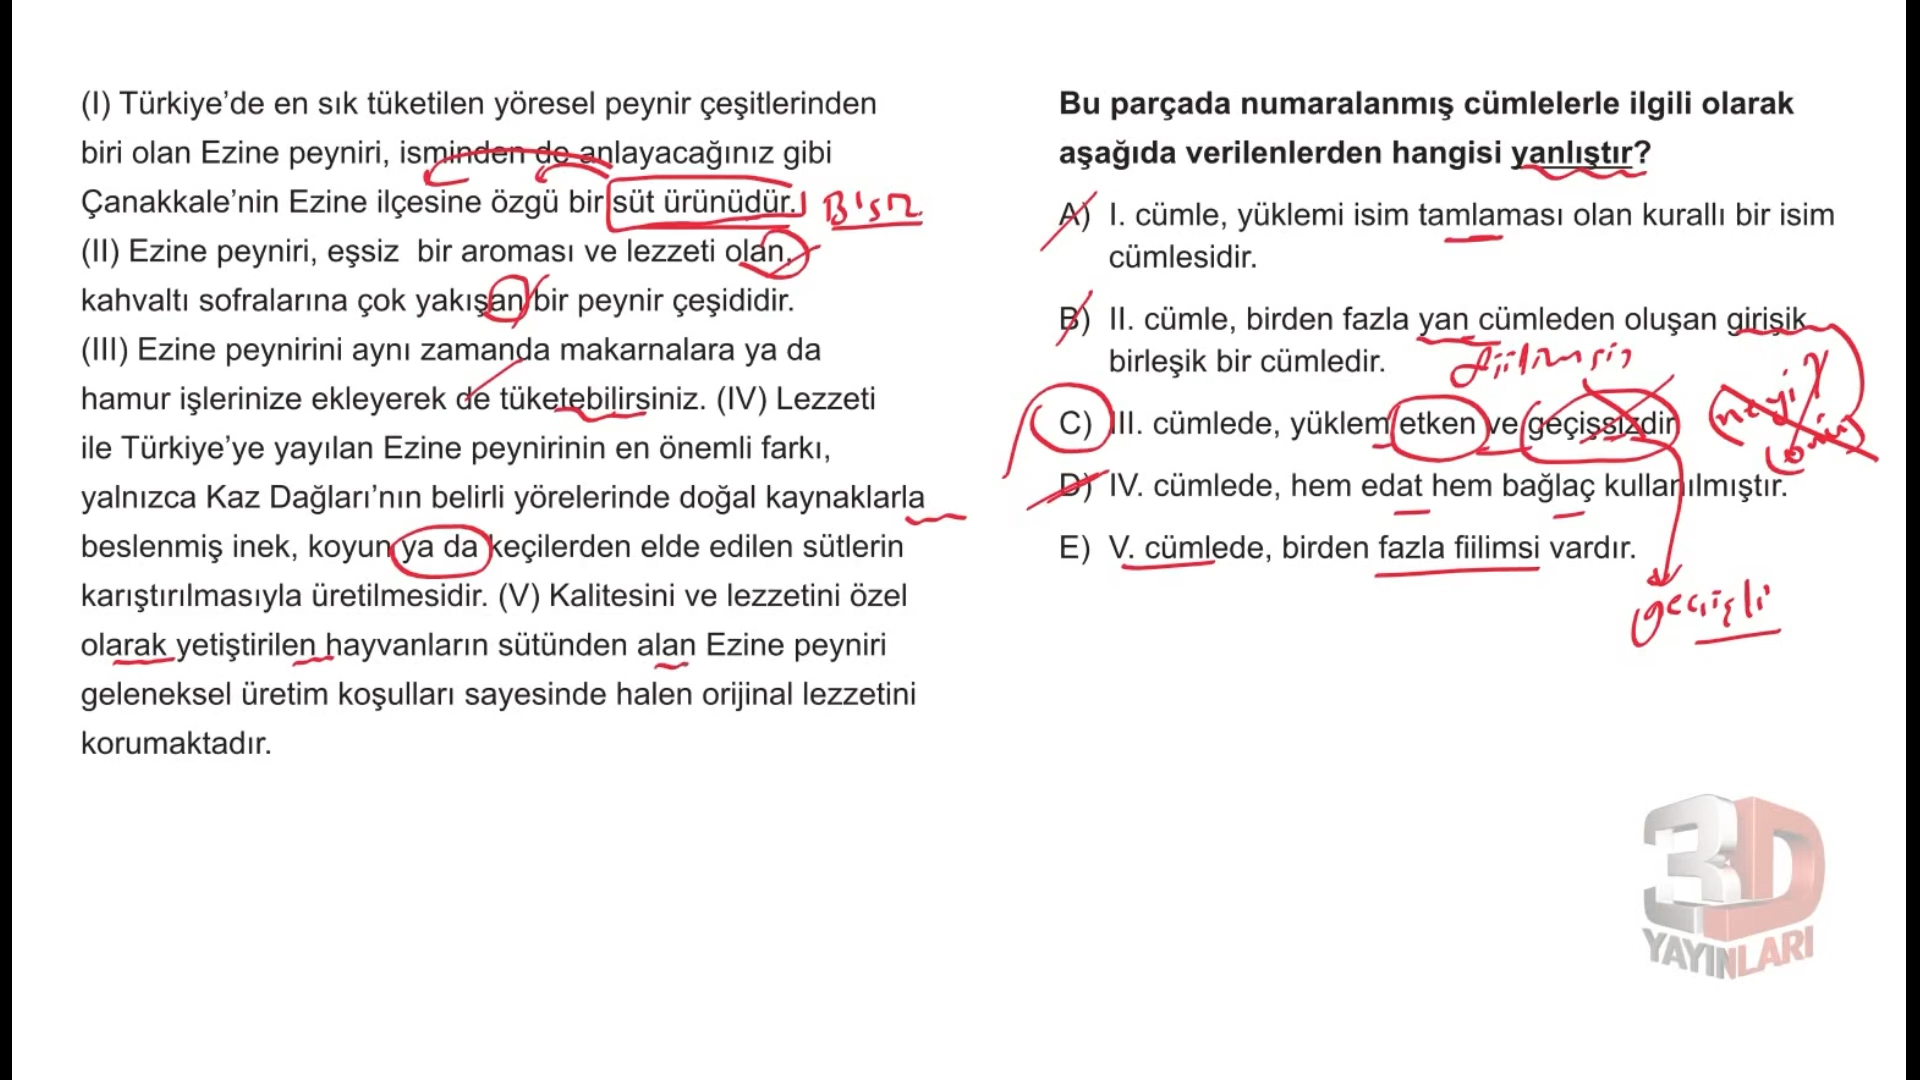 (I) Türkiye’de en sık tüketilen yöresel peynir çeşitlerinden
biri olan Ezine peyniri, isminden de anlayacağınız gibi
Çanakkale’nin Ezine ilçesine özgü bir süt ürünüdür. B'sız
(II) Ezine peyniri, eşsiz  bir aroması ve lezzeti olan,
kahvaltı sofralarına çok yakışan bir peynir çeşididir.
(III) Ezine peynirini aynı zamanda makarnalara ya da
hamur işlerinize ekleyerek de tüketebilirsiniz. (IV) Lezzeti
ile Türkiye’ye yayılan Ezine peynirinin en önemli farkı,
yalnızca Kaz Dağları’nın belirli yörelerinde doğal kaynaklarla
beslenmiş inek, koyun ya da keçilerden elde edilen sütlerin
karıştırılmasıyla üretilmesidir. (V) Kalitesini ve lezzetini özel
olarak yetiştirilen hayvanların sütünden alan Ezine peyniri
geleneksel üretim koşulları sayesinde halen orijinal lezzetini
korumaktadır.
Bu parçada numaralanmış cümlelerle ilgili olarak
aşağıda verilenlerden hangisi yanlıştır?
A) I. cümle, yüklemi isim tamlaması olan kurallı bir isim
cümlesidir.
B) II. cümle, birden fazla yan cümleden oluşan girişik
birleşik bir cümledir.
fiilimsi
C) III. cümlede, yüklem etken ve geçişsizdir.
neyi?
D) IV. cümlede, hem edat hem bağlaç kullanılmıştır.
E) V. cümlede, birden fazla fiilimsi vardır.
geçişli
3D
YAYINLARI